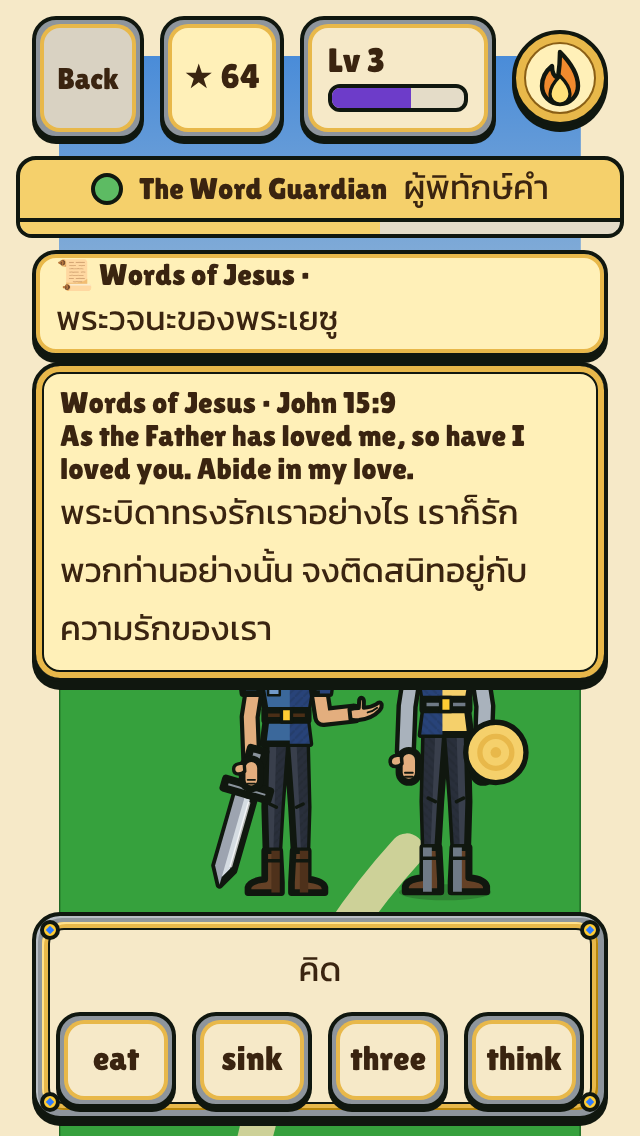 Back
★ 64
Lv 3
The Word Guardian ผู้พิทักษ์คำ
📜 Words of Jesus ·
พระวจนะของพระเยซู
Words of Jesus · John 15:9
As the Father has loved me, so have I
loved you. Abide in my love.
พระบิดาทรงรักเราอย่างไร เราก็รัก
พวกท่านอย่างนั้น จงติดสนิทอยู่กับ
ความรักของเรา
คิด
eat sink three think